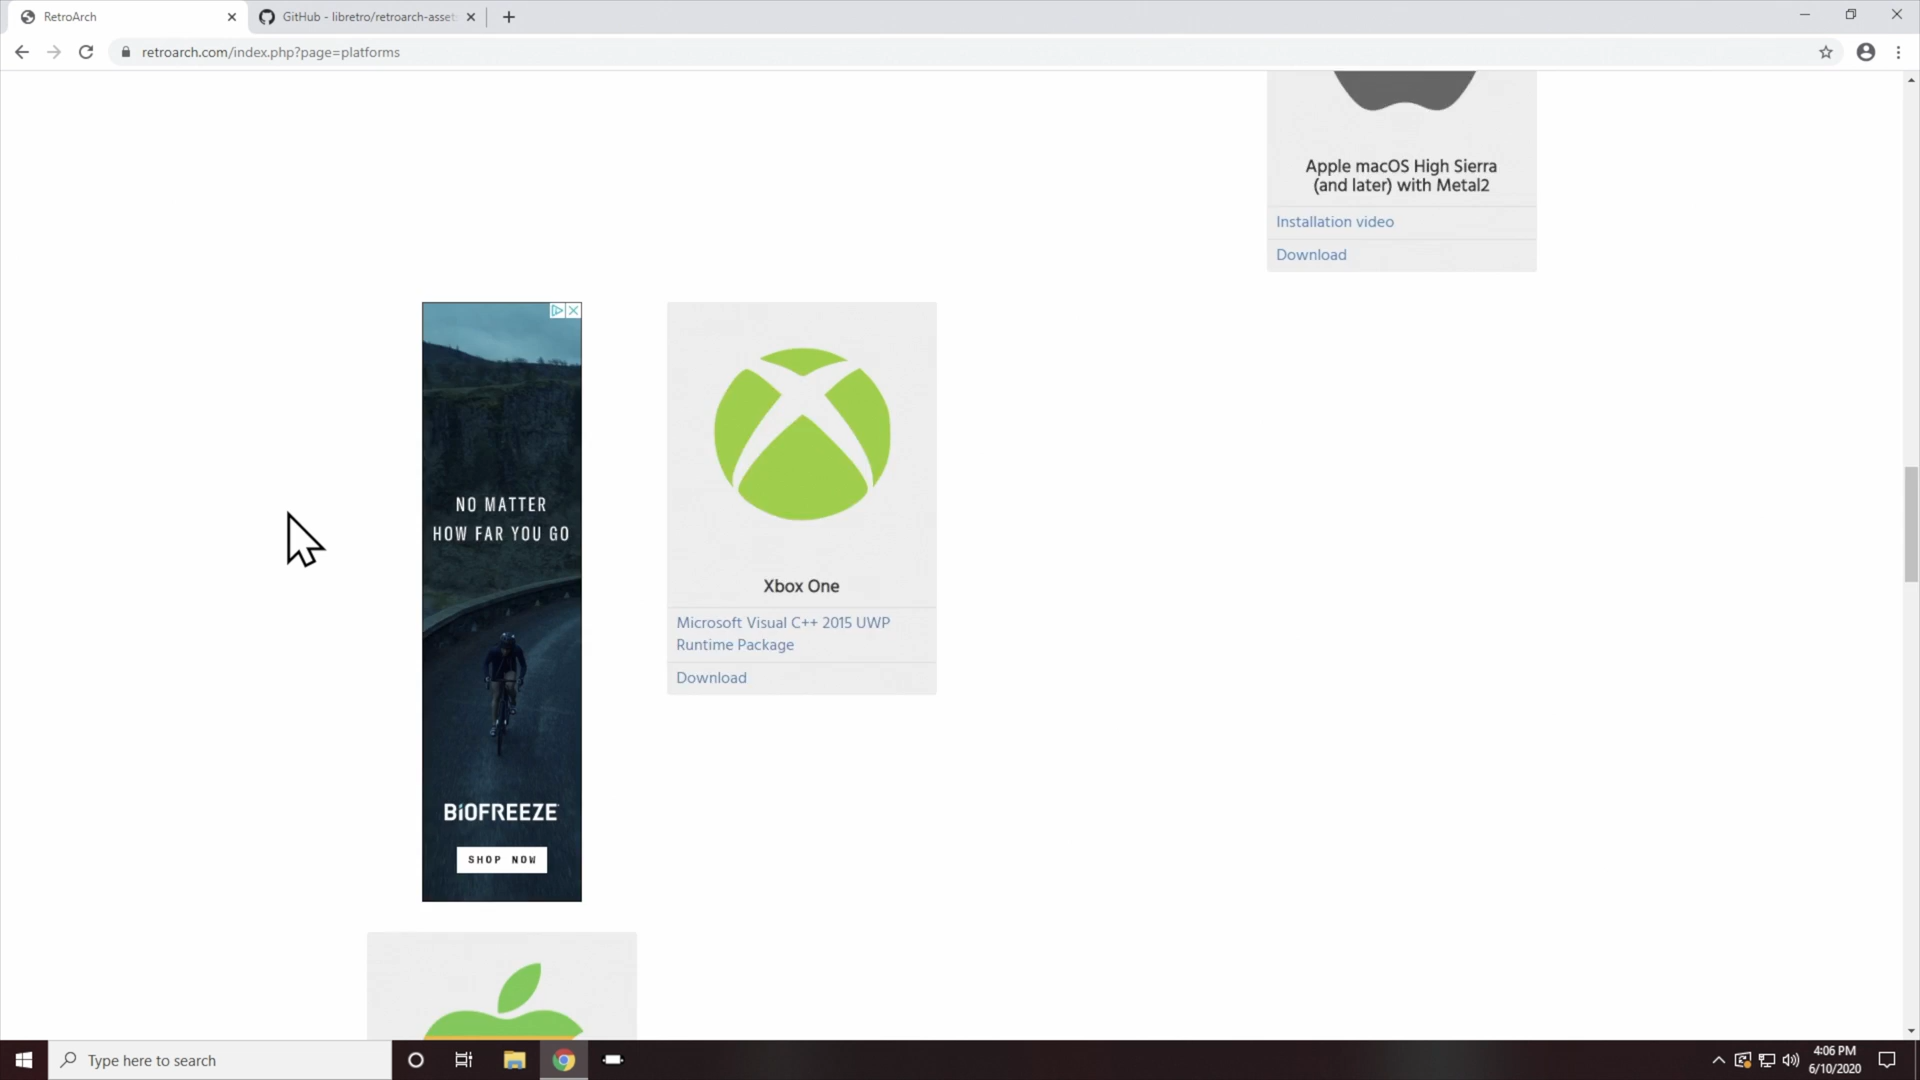 RetroArch
GitHub - libretro/retroarch-asset
retroarch.com/index.php?page=platforms
Apple macOS High Sierra
(and later) with Metal2
Installation video
Download
NO MATTER
HOW FAR YOU GO
BIOFREEZE
SHOP NOW
Xbox One
Microsoft Visual C++ 2015 UWP
Runtime Package
Download
Type here to search
4:06 PM
6/10/2020